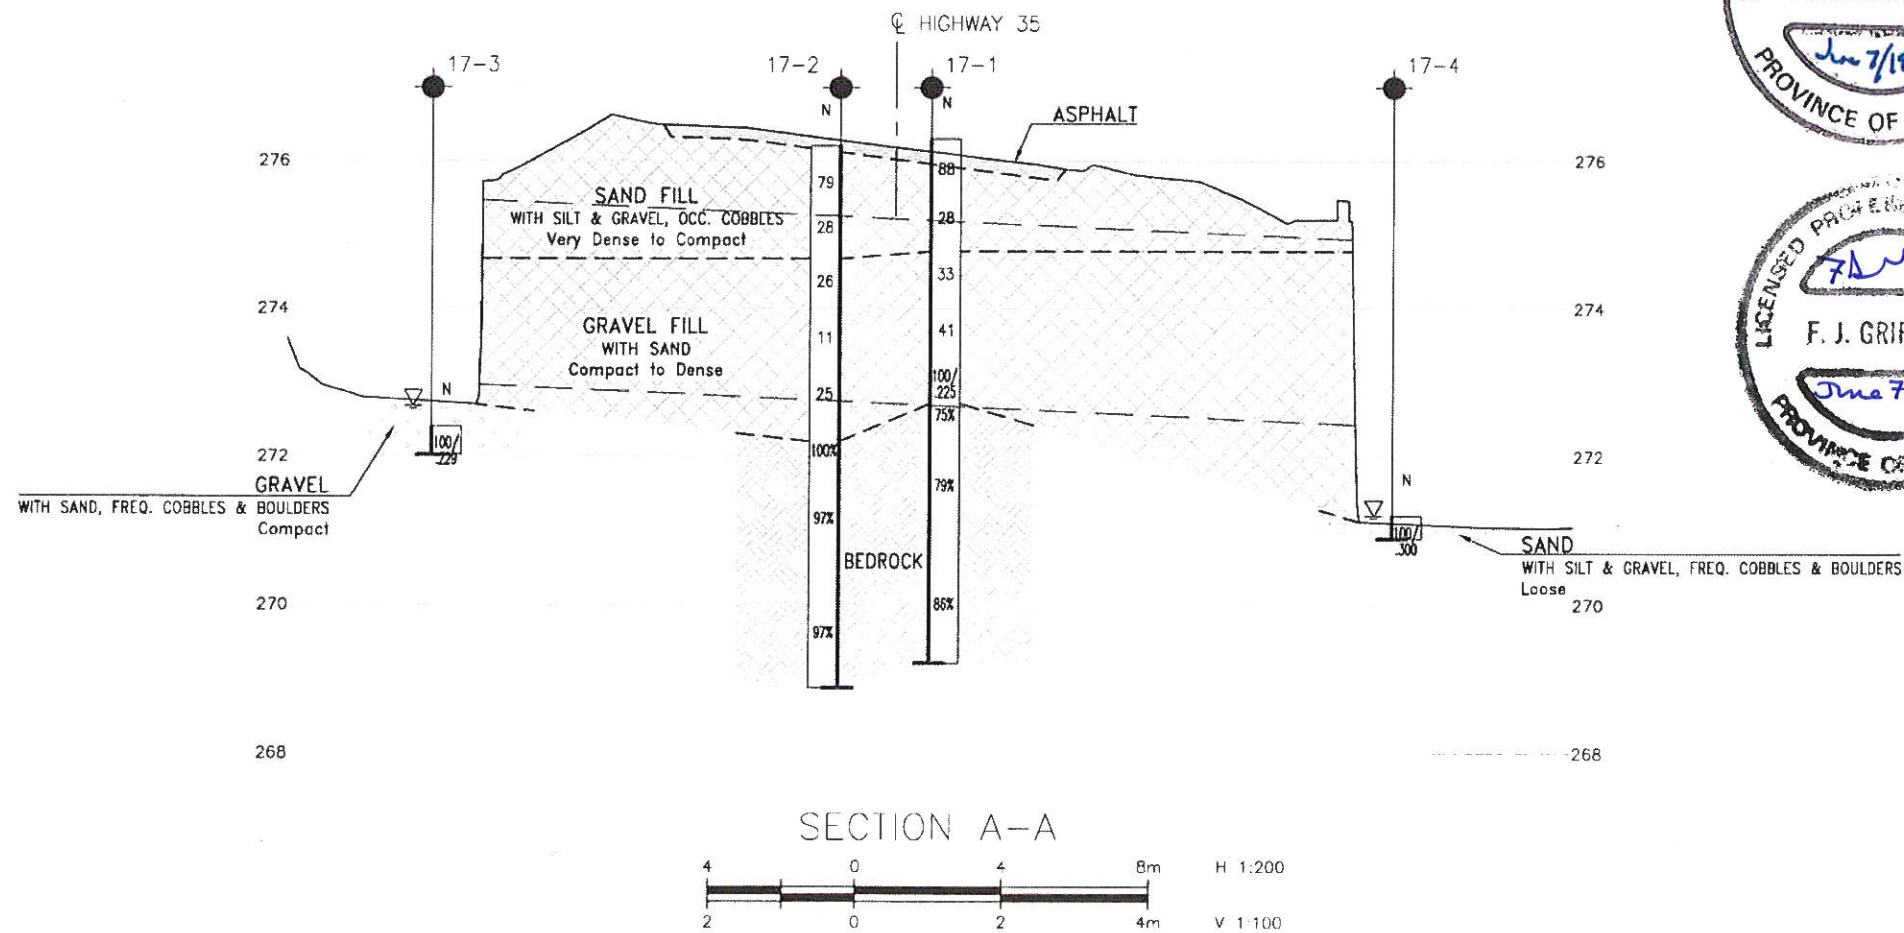 ℄ HIGHWAY 35
17-3
17-2
17-1
17-4
N
N
ASPHALT
276
276
SAND FILL
WITH SILT & GRAVEL, OCC. COBBLES
Very Dense to Compact
79
28
26
11
25
100%
97%
97%
88
28
33
41
100/
.225
75%
79%
86%
274
274
GRAVEL FILL
WITH SAND
Compact to Dense
N
100/
.229
272
272
GRAVEL
WITH SAND, FREQ. COBBLES & BOULDERS
Compact
BEDROCK
N
100/
.300
SAND
WITH SILT & GRAVEL, FREQ. COBBLES & BOULDERS
Loose
270
270
268
268
SECTION A-A
4 0 4 8m H 1:200
2 0 2 4m V 1:100
PROVINCE OF
LICENSED
F. J.
June 7
PROVINCE